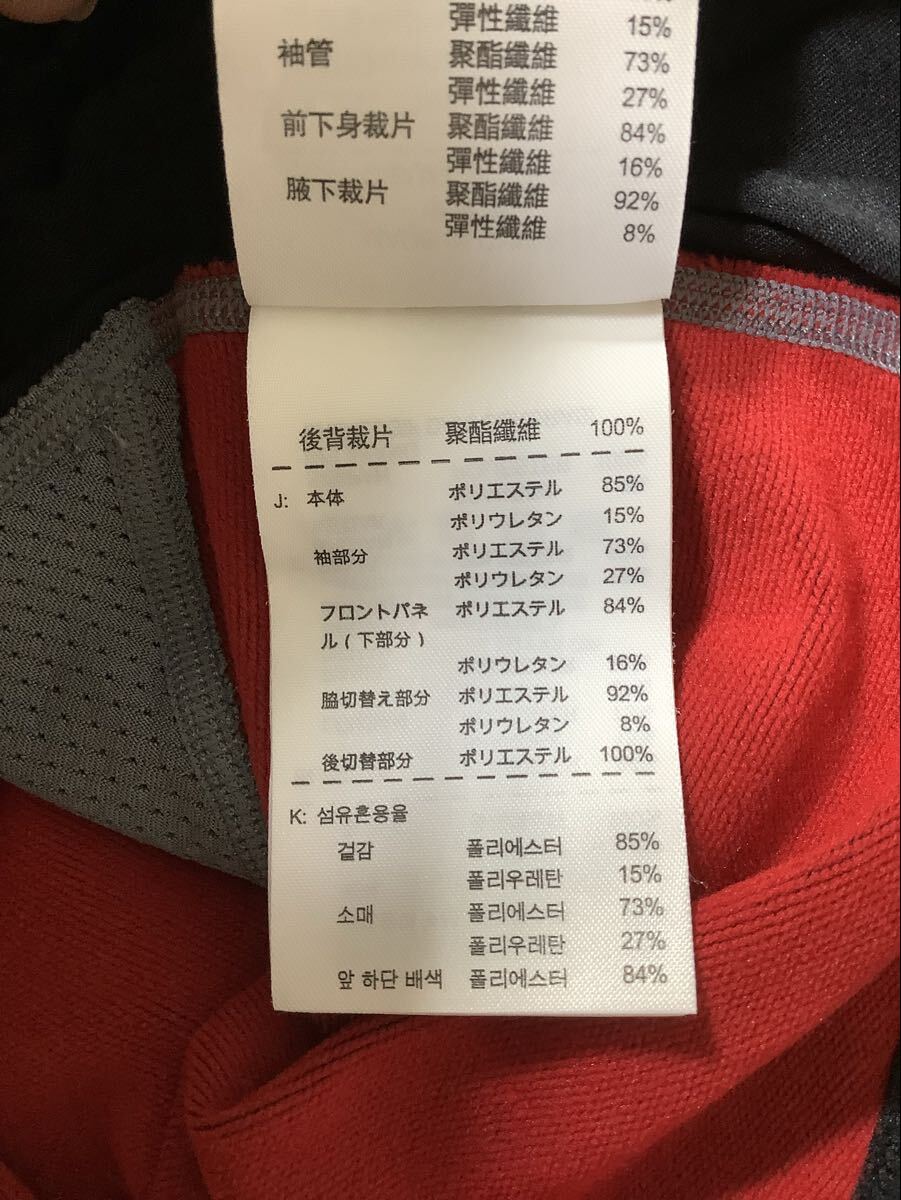 彈性纖維 15%
袖管 聚酯纖維 73%
彈性纖維 27%
前下身裁片 聚酯纖維 84%
彈性纖維 16%
腋下裁片 聚酯纖維 92%
彈性纖維 8%
後背裁片 聚酯纖維 100%
J: 本体 ポリエステル 85%
ポリウレタン 15%
袖部分 ポリエステル 73%
ポリウレタン 27%
フロントパネ ポリエステル 84%
ル(下部分)
ポリウレタン 16%
脇切替え部分 ポリエステル 92%
ポリウレタン 8%
後切替部分 ポリエステル 100%
K: 섬유혼용율
겉감 폴리에스터 85%
폴리우레탄 15%
소매 폴리에스터 73%
폴리우레탄 27%
앞 하단 배색 폴리에스터 84%